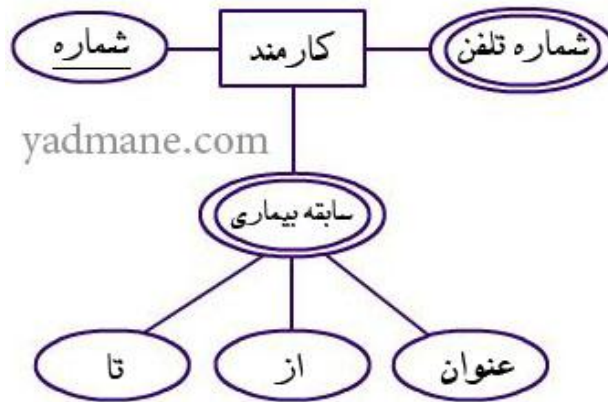 شماره تلفن
کارمند
شماره
yadmane.com
سابقه بیماری
عنوان
از
تا